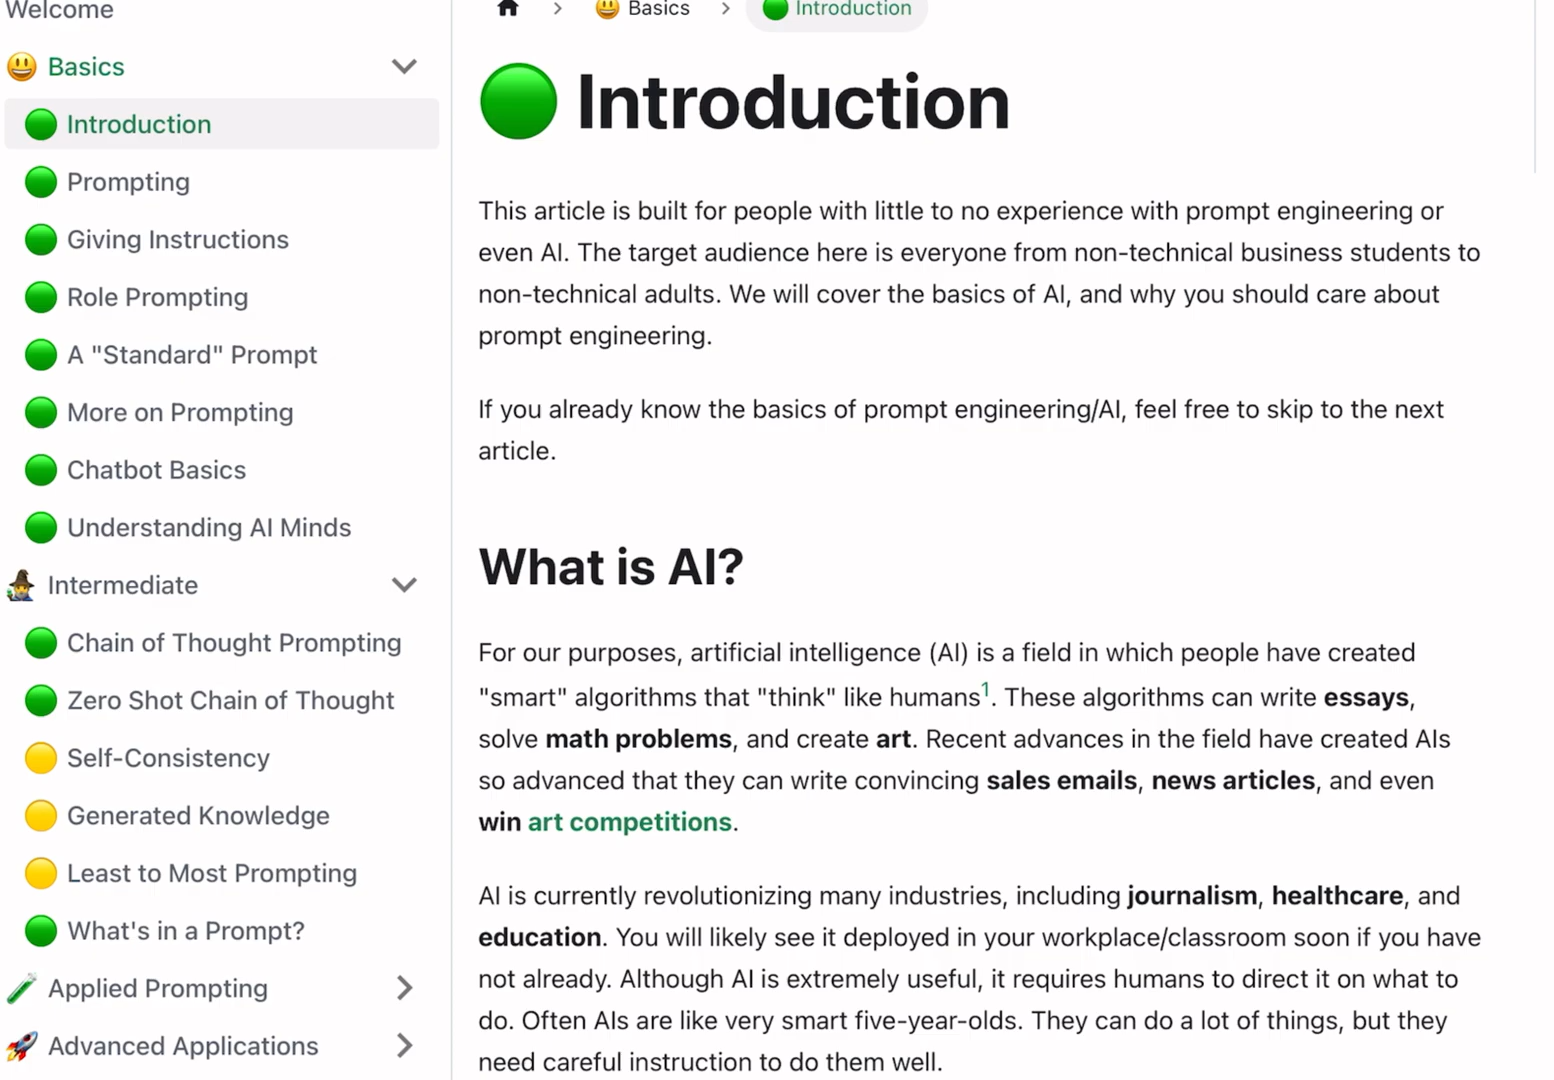 Welcome
Basics
Introduction
Prompting
Giving Instructions
Role Prompting
A "Standard" Prompt
More on Prompting
Chatbot Basics
Understanding AI Minds
Intermediate
Chain of Thought Prompting
Zero Shot Chain of Thought
Self-Consistency
Generated Knowledge
Least to Most Prompting
What's in a Prompt?
Applied Prompting
Advanced Applications
Basics > Introduction
Introduction
This article is built for people with little to no experience with prompt engineering or
even AI. The target audience here is everyone from non-technical business students to
non-technical adults. We will cover the basics of AI, and why you should care about
prompt engineering.
If you already know the basics of prompt engineering/AI, feel free to skip to the next
article.
What is AI?
For our purposes, artificial intelligence (AI) is a field in which people have created
"smart" algorithms that "think" like humans1. These algorithms can write essays,
solve math problems, and create art. Recent advances in the field have created AIs
so advanced that they can write convincing sales emails, news articles, and even
win art competitions.
AI is currently revolutionizing many industries, including journalism, healthcare, and
education. You will likely see it deployed in your workplace/classroom soon if you have
not already. Although AI is extremely useful, it requires humans to direct it on what to
do. Often AIs are like very smart five-year-olds. They can do a lot of things, but they
need careful instruction to do them well.